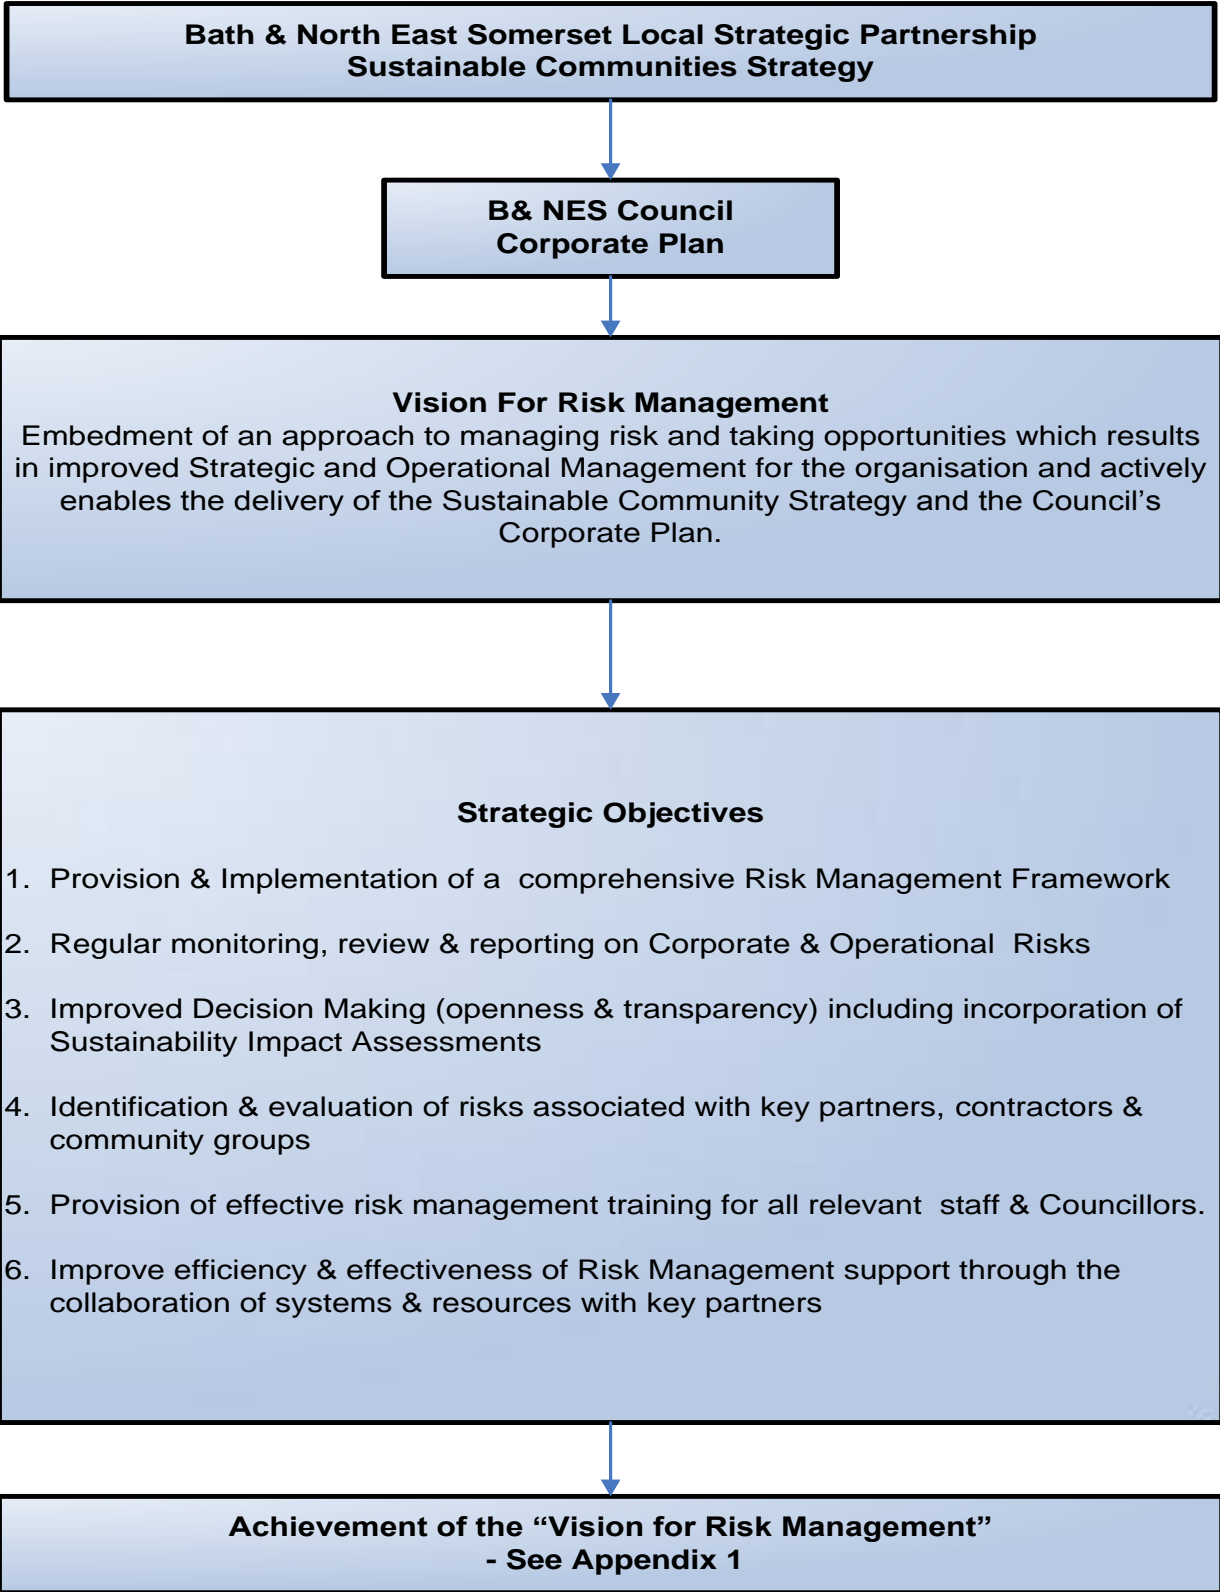 Bath & North East Somerset Local Strategic Partnership
Sustainable Communities Strategy
B& NES Council
Corporate Plan
Vision For Risk Management
Embedment of an approach to managing risk and taking opportunities which results
in improved Strategic and Operational Management for the organisation and actively
enables the delivery of the Sustainable Community Strategy and the Council’s
Corporate Plan.
Strategic Objectives
1. Provision & Implementation of a comprehensive Risk Management Framework
2. Regular monitoring, review & reporting on Corporate & Operational Risks
3. Improved Decision Making (openness & transparency) including incorporation of
Sustainability Impact Assessments
4. Identification & evaluation of risks associated with key partners, contractors &
community groups
5. Provision of effective risk management training for all relevant staff & Councillors.
6. Improve efficiency & effectiveness of Risk Management support through the
collaboration of systems & resources with key partners
Achievement of the “Vision for Risk Management”
- See Appendix 1